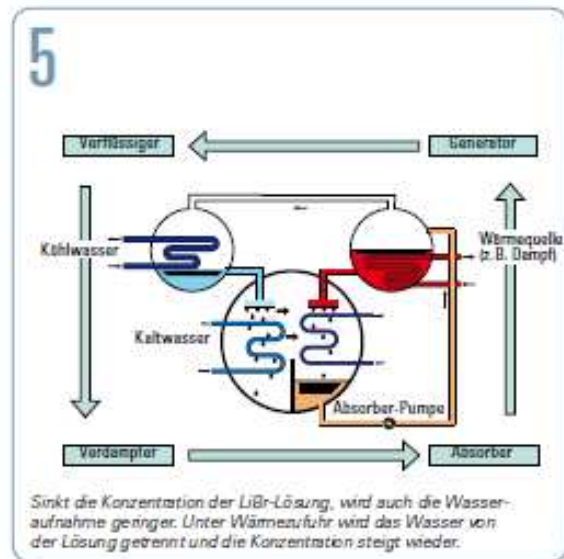 5
Verflüssiger
Generator
Kühlwasser
Wärmequelle
(z.B. Dampf)
Kaltwasser
Absorber-Pumpe
Verdampfer
Absorber
Sinkt die Konzentration der LiBr-Lösung, wird auch die Wasser-
aufnahme geringer. Unter Wärmezufuhr wird das Wasser von
der Lösung getrennt und die Konzentration steigt wieder.